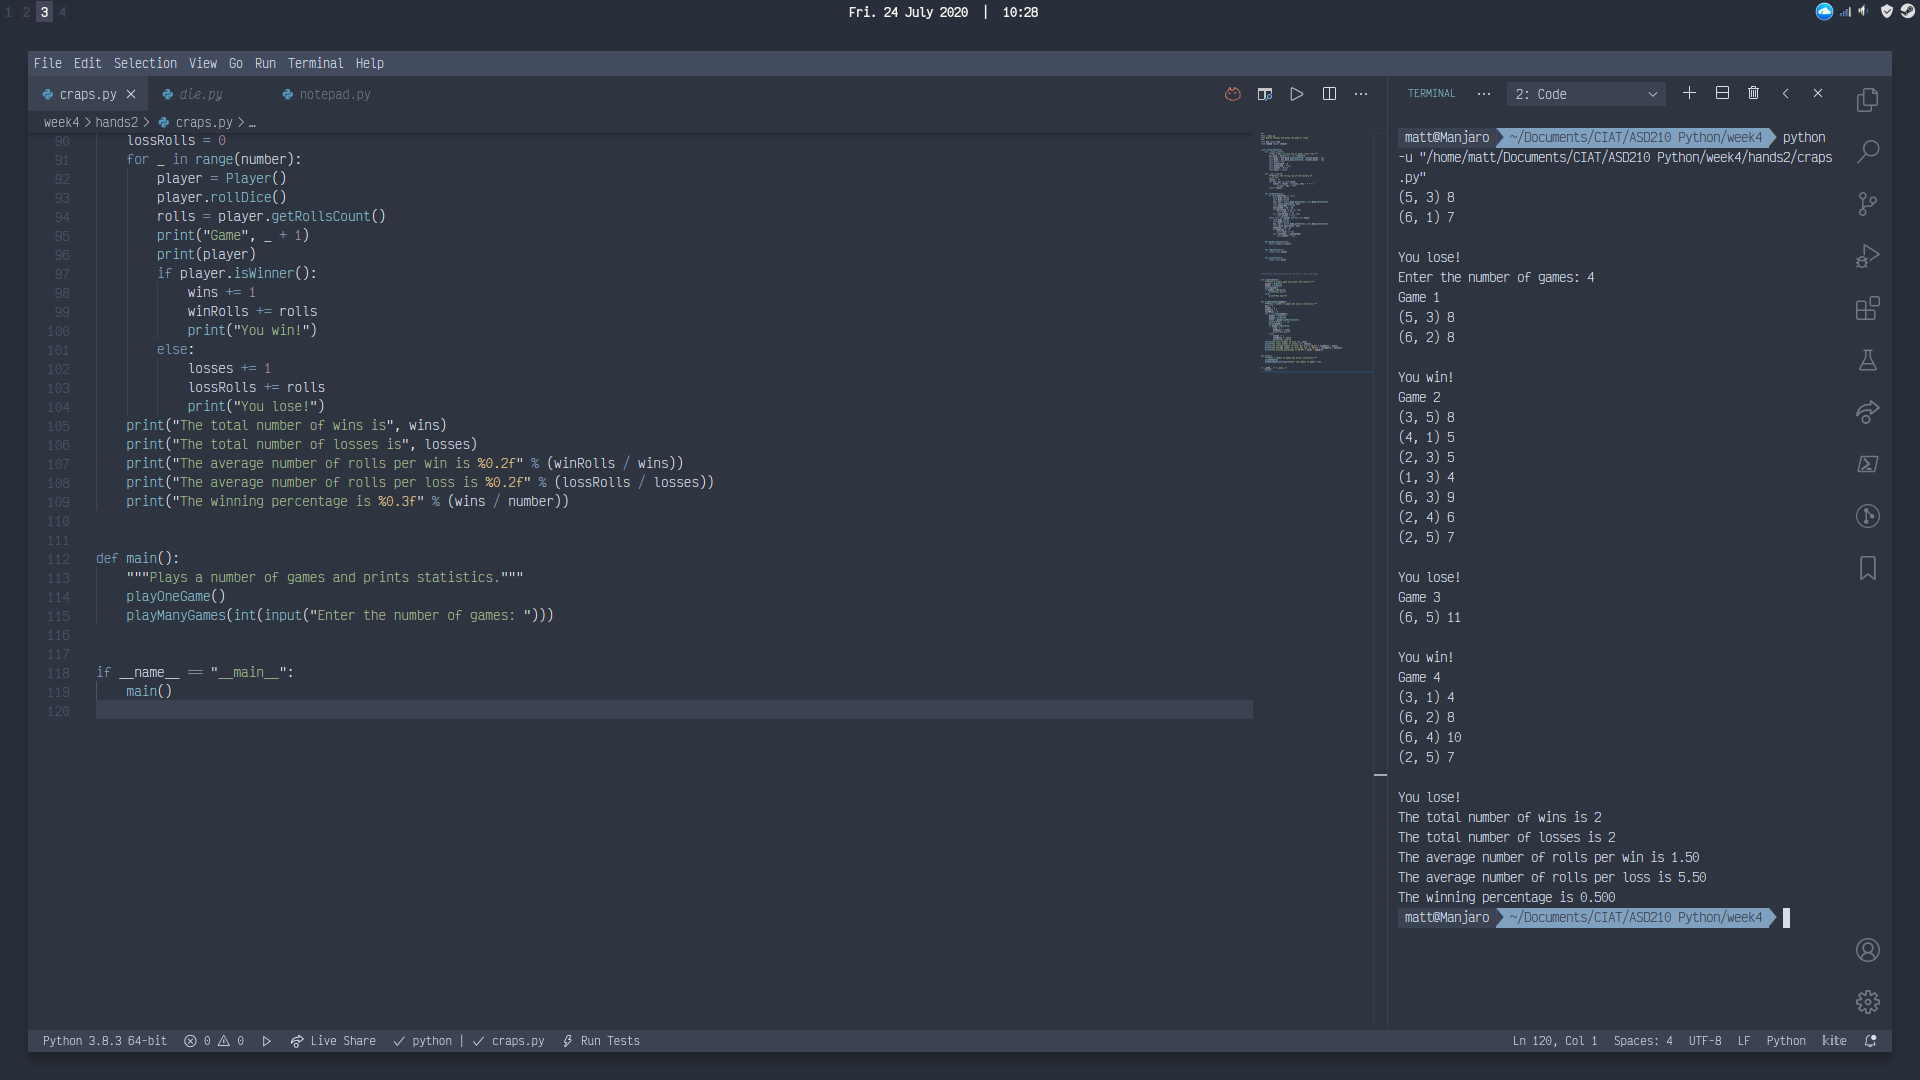 1 2 3 4
Fri. 24 July 2020 | 10:28
File Edit Selection View Go Run Terminal Help
craps.py
die.py
notepad.py
week4 > hands2 > craps.py > …
90 lossRolls = 0
91 for _ in range(number):
92 player = Player()
93 player.rollDice()
94 rolls = player.getRollsCount()
95 print("Game", _ + 1)
96 print(player)
97 if player.isWinner():
98 wins += 1
99 winRolls += rolls
100 print("You win!")
101 else:
102 losses += 1
103 lossRolls += rolls
104 print("You lose!")
105 print("The total number of wins is", wins)
106 print("The total number of losses is", losses)
107 print("The average number of rolls per win is %0.2f" % (winRolls / wins))
108 print("The average number of rolls per loss is %0.2f" % (lossRolls / losses))
109 print("The winning percentage is %0.3f" % (wins / number))
110
111
112 def main():
113 """Plays a number of games and prints statistics."""
114 playOneGame()
115 playManyGames(int(input("Enter the number of games: ")))
116
117
118 if __name__ == "__main__":
119 main()
120
TERMINAL ··· 2: Code
matt@Manjaro ~/Documents/CIAT/ASD210 Python/week4 python
-u "/home/matt/Documents/CIAT/ASD210 Python/week4/hands2/craps
.py"
(5, 3) 8
(6, 1) 7
You lose!
Enter the number of games: 4
Game 1
(5, 3) 8
(6, 2) 8
You win!
Game 2
(3, 5) 8
(4, 1) 5
(2, 3) 5
(1, 3) 4
(6, 3) 9
(2, 4) 6
(2, 5) 7
You lose!
Game 3
(6, 5) 11
You win!
Game 4
(3, 1) 4
(6, 2) 8
(6, 4) 10
(2, 5) 7
You lose!
The total number of wins is 2
The total number of losses is 2
The average number of rolls per win is 1.50
The average number of rolls per loss is 5.50
The winning percentage is 0.500
matt@Manjaro ~/Documents/CIAT/ASD210 Python/week4
Python 3.8.3 64-bit 0 0 Live Share python | craps.py Run Tests
Ln 120, Col 1 Spaces: 4 UTF-8 LF Python kite